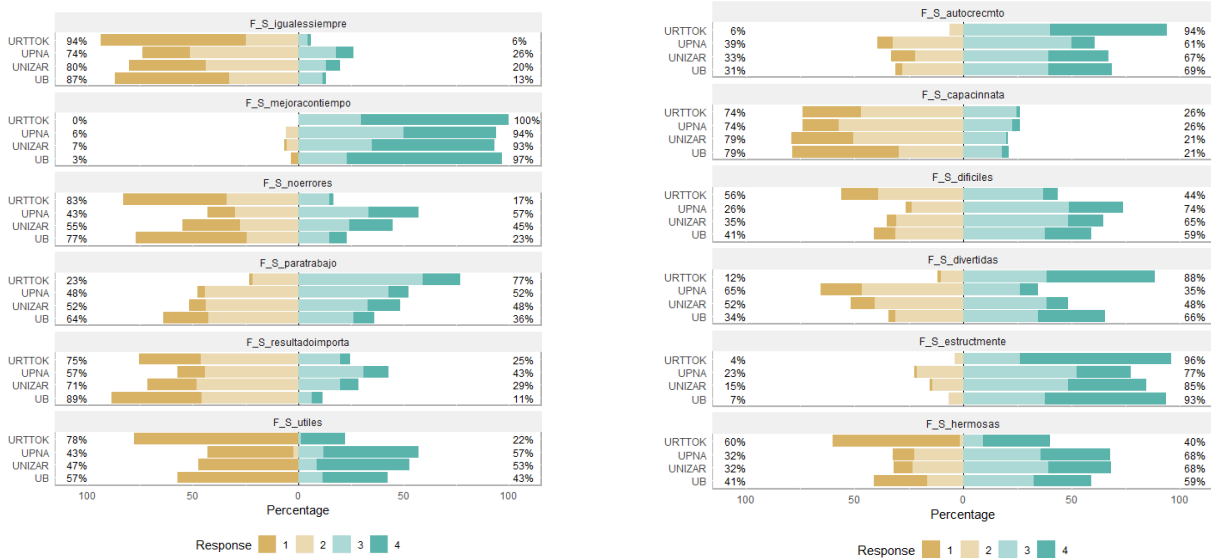 F_S_igualessiempre
URTTOK 94% 6%
UPNA 74% 26%
UNIZAR 80% 20%
UB 87% 13%
F_S_mejoracontiempo
URTTOK 0% 100%
UPNA 6% 94%
UNIZAR 7% 93%
UB 3% 97%
F_S_noerrores
URTTOK 83% 17%
UPNA 43% 57%
UNIZAR 55% 45%
UB 77% 23%
F_S_paratrabajo
URTTOK 23% 77%
UPNA 48% 52%
UNIZAR 52% 48%
UB 64% 36%
F_S_resultadoimporta
URTTOK 75% 25%
UPNA 57% 43%
UNIZAR 71% 29%
UB 89% 11%
F_S_utiles
URTTOK 78% 22%
UPNA 43% 57%
UNIZAR 47% 53%
UB 57% 43%
100 50 0 50 100
Percentage
Response 1 2 3 4
F_S_autocrecmto
URTTOK 6% 94%
UPNA 39% 61%
UNIZAR 33% 67%
UB 31% 69%
F_S_capacinnata
URTTOK 74% 26%
UPNA 74% 26%
UNIZAR 79% 21%
UB 79% 21%
F_S_dificiles
URTTOK 56% 44%
UPNA 26% 74%
UNIZAR 35% 65%
UB 41% 59%
F_S_divertidas
URTTOK 12% 88%
UPNA 65% 35%
UNIZAR 52% 48%
UB 34% 66%
F_S_estructmente
URTTOK 4% 96%
UPNA 23% 77%
UNIZAR 15% 85%
UB 7% 93%
F_S_hermosas
URTTOK 60% 40%
UPNA 32% 68%
UNIZAR 32% 68%
UB 41% 59%
100 50 0 50 100
Percentage
Response 1 2 3 4